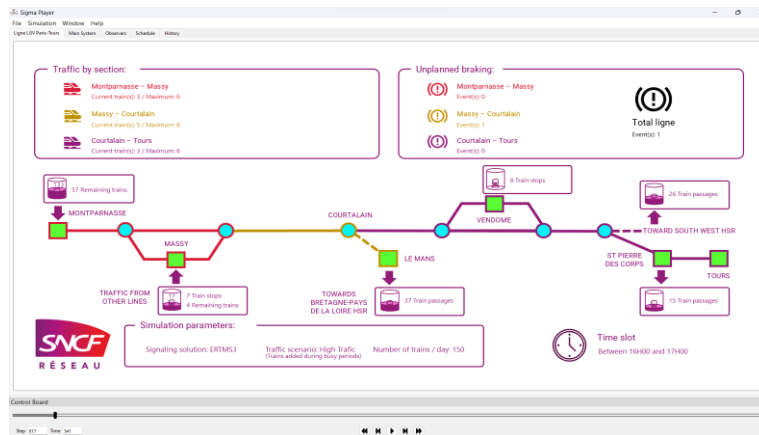 Sigma Player
File Simulation Window Help
Ligne LGV Paris-Tours Main System Observers Schedule History
Traffic by section:
Montparnasse – Massy
Current train(s): 3 / Maximum: 6
Massy – Courtalain
Current train(s): 5 / Maximum: 8
Courtalain – Tours
Current train(s): 3 / Maximum: 6
Unplanned braking:
Montparnasse – Massy
Event(s): 0
Massy – Courtalain
Event(s): 1
Courtalain – Tours
Event(s): 0
Total ligne
Event(s): 1
57 Remaining trains
8 Train stops
26 Train passages
MONTPARNASSE
COURTALAIN
VENDOME
TOWARD SOUTH WEST HSR
MASSY
LE MANS
ST PIERRE
DES CORPS
TOURS
TRAFFIC FROM
OTHER LINES
7 Train stops
4 Remaining trains
TOWARDS
BRETAGNE-PAYS
DE LA LOIRE HSR
37 Train passages
15 Train passages
SNCF
RÉSEAU
Simulation parameters:
Signaling solution: ERTMS3
Traffic scenario: High Trafic
(Trains added during busy periods)
Number of trains / day: 150
Time slot
Between 16H00 and 17H00
Control Board
Step 617 Time 541